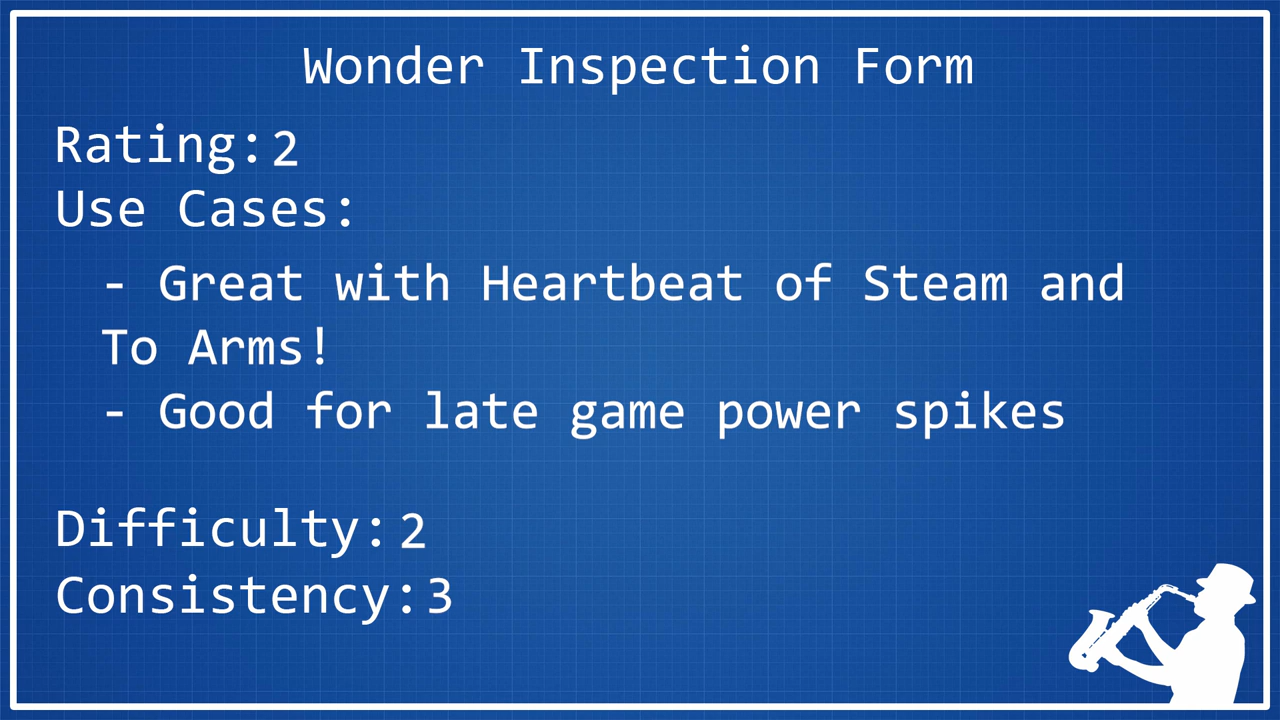 Wonder Inspection Form
Rating:2
Use Cases:
- Great with Heartbeat of Steam and
To Arms!
- Good for late game power spikes
Difficulty:2
Consistency:3